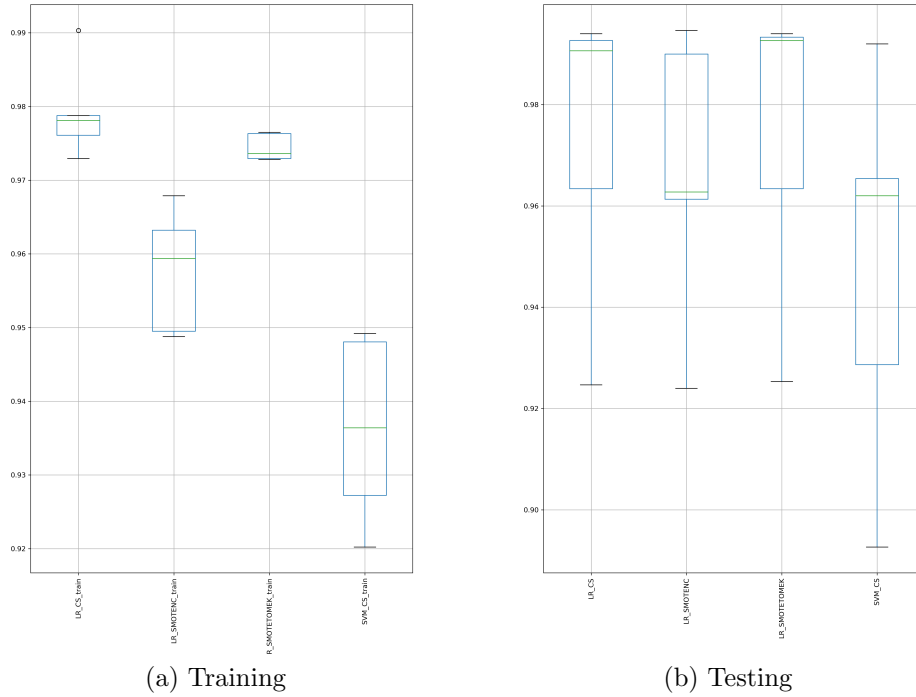 0.99
0.98
0.97
0.96
0.95
0.94
0.93
0.92
LR_CS_train
LR_SMOTENC_train
R_SMOTETOMEK_train
SVM_CS_train
(a) Training
0.98
0.96
0.94
0.92
0.90
LR_CS
LR_SMOTENC
LR_SMOTETOMEK
SVM_CS
(b) Testing